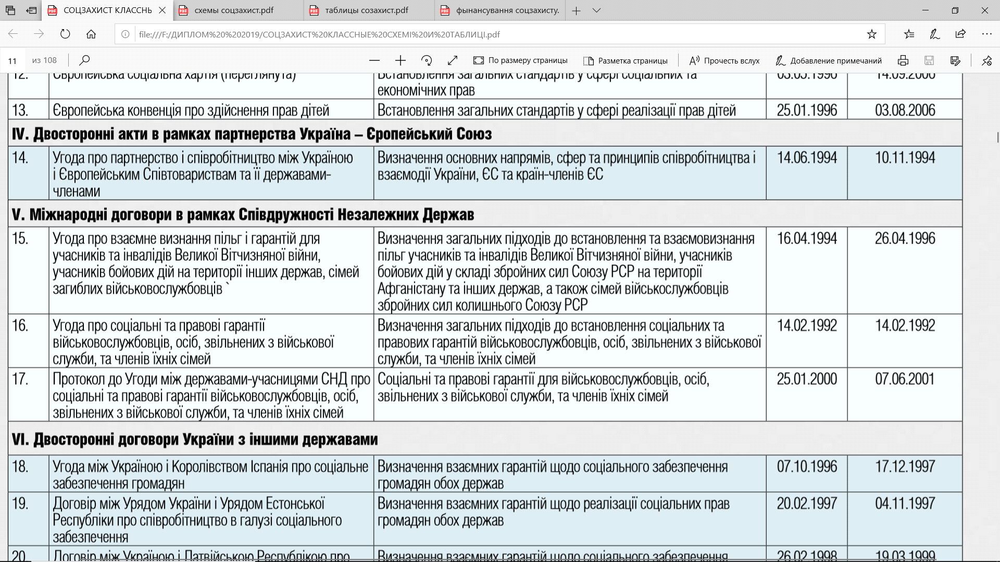 СОЦЗАХИСТ КЛАССНЬ
схемы соцзахист.pdf
таблицы созахист.pdf
фынансування соцзахисту.
file:///F:/ДИПЛОМ%20%202019/СОЦЗАХИСТ%20КЛАССНЫЕ%20СХЕМІ%20И%20ТАБЛИЦІ.pdf
11 из 108
По размеру страницы
Разметка страницы
Прочесть вслух
Добавление примечаний
12. Європейська соціальна хартія (переглянута) Встановлення загальних стандартів у сфері соціальних та 03.05.1996 14.09.2006
економічних прав
13. Європейська конвенція про здійснення прав дітей Встановлення загальних стандартів у сфері реалізації прав дітей 25.01.1996 03.08.2006
IV. Двосторонні акти в рамках партнерства Україна – Єропейський Союз
14. Угода про партнерство і співробітництво між Україною Визначення основних напрямів, сфер та принципів співробітництва і 14.06.1994 10.11.1994
і Європейським Співтовариствам та її державами- взаємодії України, ЄС та країн-членів ЄС
членами
V. Міжнародні договори в рамках Співдружності Незалежних Держав
15. Угода про взаємне визнання пільг і гарантій для Визначення загальних підходів до встановлення та взаємовизнання 16.04.1994 26.04.1996
учасників та інвалідів Великої Вітчизняної війни, пільг учасників та інвалідів Великої Вітчизняної війни, учасників
учасників бойових дій на території інших держав, сімей бойових дій у складі збройних сил Союзу РСР на території
загиблих військовослужбовців ` Афганістану та інших держав, а також сімей військослужбовців
збройних сил колишнього Союзу РСР
16. Угода про соціальні та правові гарантії Визначення загальних підходів до встановлення соціальних та 14.02.1992 14.02.1992
військовослужбовців, осіб, звільнених з військової правових гарантій військовослужбовців, осіб, звільнених з військової
служби, та членів їхніх сімей служби, та членів їхніх сімей
17. Протокол до Угоди між державами-учасницями СНД про Соціальні та правові гарантії для військовослужбовців, осіб, 25.01.2000 07.06.2001
соціальні та правові гарантії військовослужбовців, осіб, звільнених з військової служби, та членів їхніх сімей
звільнених з військової служби, та членів їхніх сімей
VI. Двосторонні договори України з іншими державами
18. Угода між Україною і Королівством Іспанія про соціальне Визначення взаємних гарантій щодо соціального забезпечення 07.10.1996 17.12.1997
забезпечення громадян громадян обох держав
19. Договір між Урядом України і Урядом Естонської Визначення взаємних гарантій щодо реалізації соціальних прав 20.02.1997 04.11.1997
Республіки про співробітництво в галузі соціального громадян обох держав
забезпечення
20. Договір між Україною і Латвійською Республікою про Визначення взаємних гарантій щодо соціального забезпечення 26.02.1998 19.03.1999